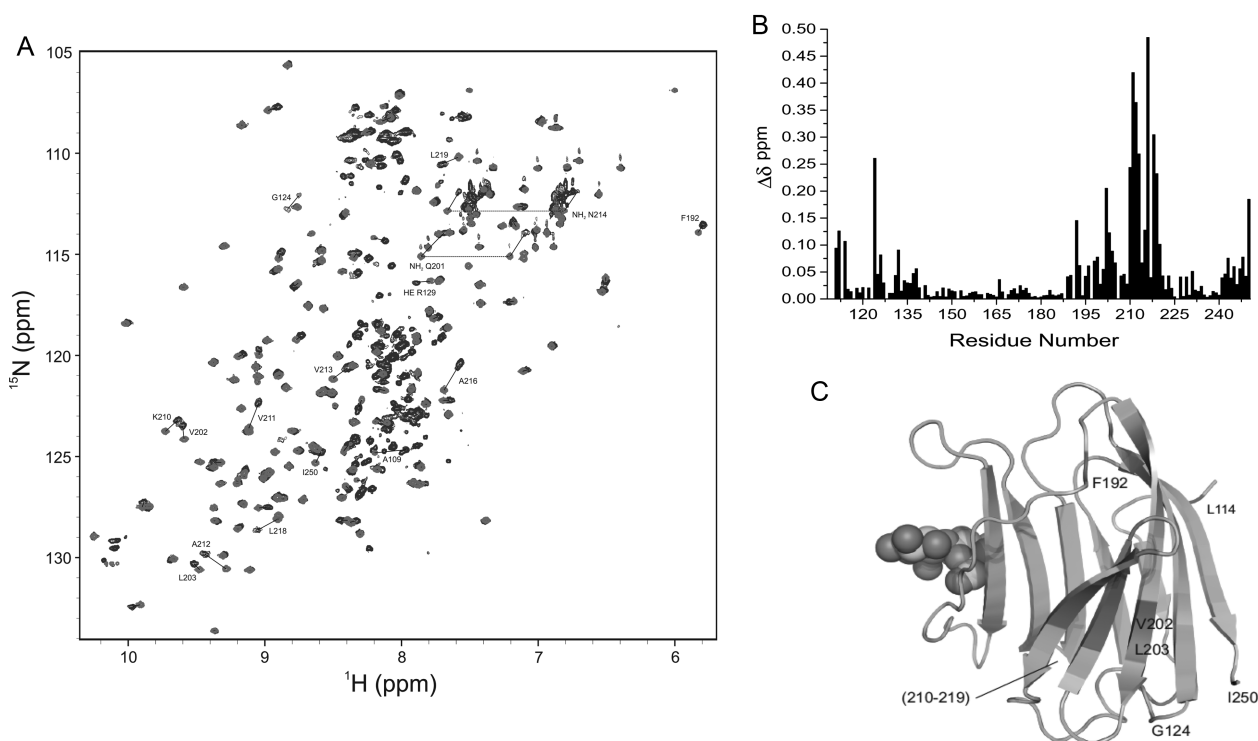 A
105
110
115
120
125
130
¹⁵N (ppm)
10
9
8
7
6
¹H (ppm)
L219
G124
NH₂ N214
F192
NH₂ Q201
HE R129
V213
A216
K210
V202
V211
A109
I250
L218
A212
L203
B
0.50
0.45
0.40
0.35
0.30
0.25
0.20
0.15
0.10
0.05
0.00
Δδ ppm
120 135 150 165 180 195 210 225 240
Residue Number
C
F192
L114
V202
L203
(210-219)
I250
G124